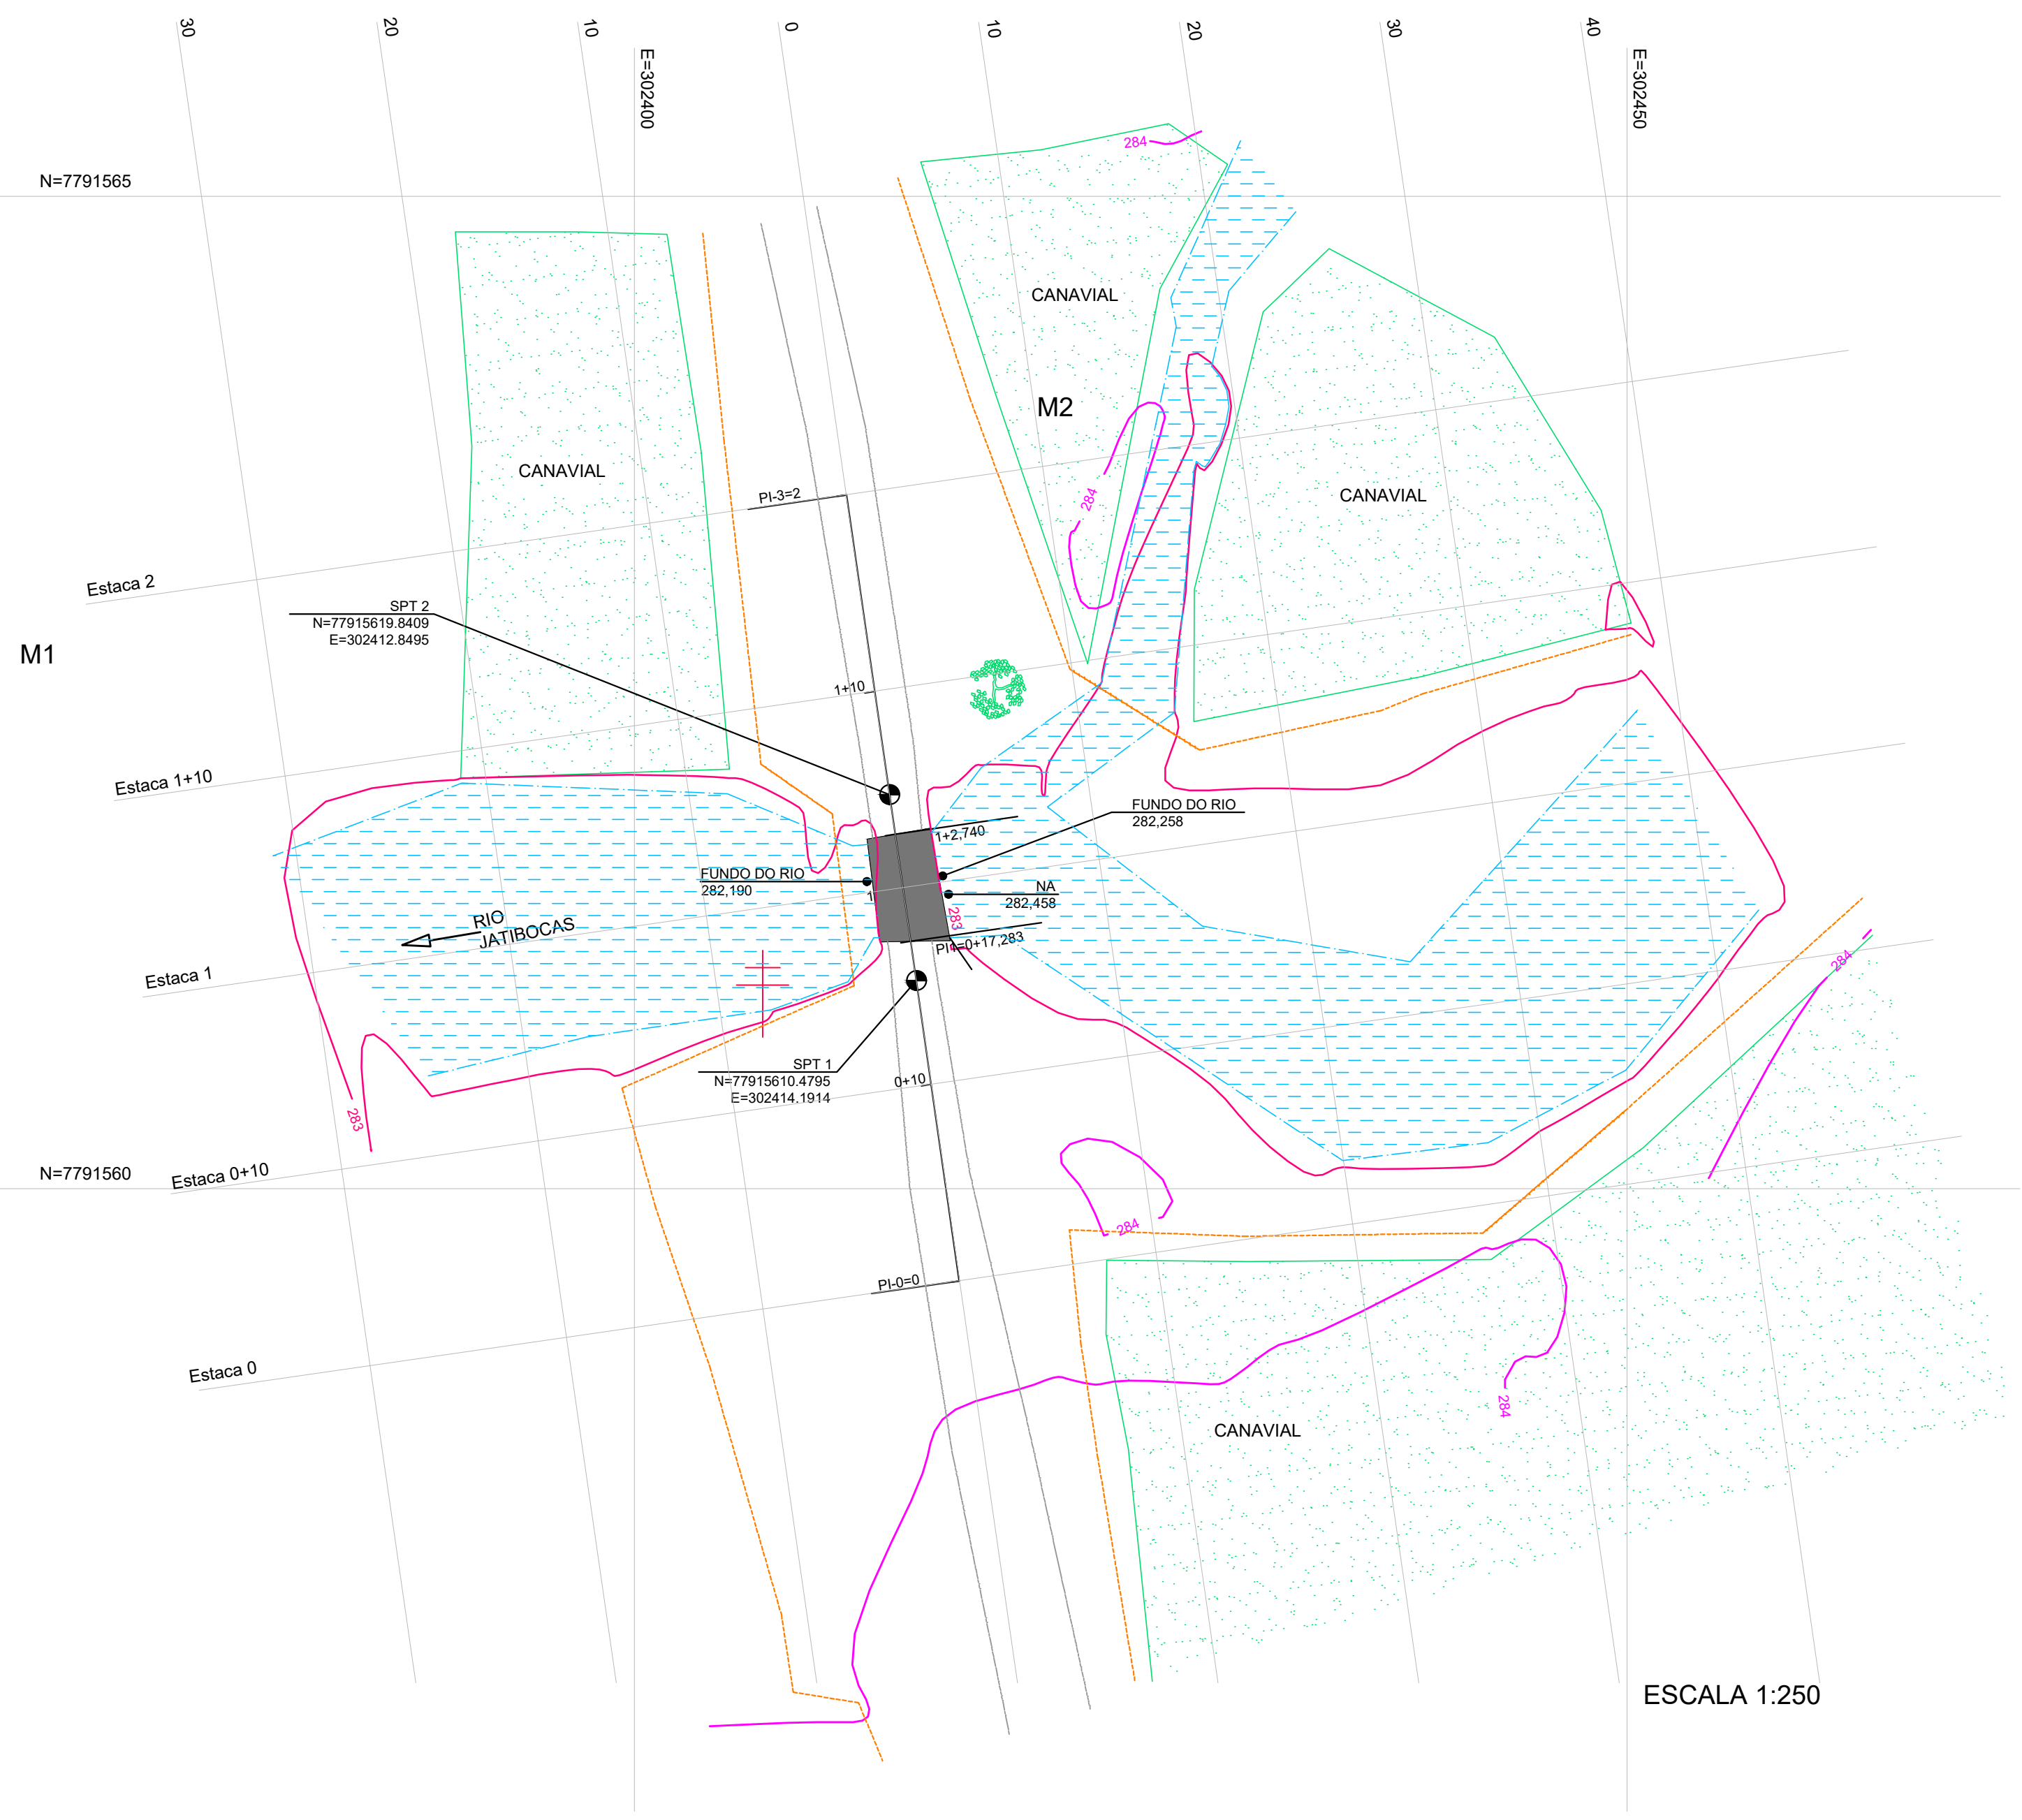 30
20
10
0
10
20
30
40
E=302400
E=302450
N=7791565
284
CANAVIAL
M2
CANAVIAL
CANAVIAL
PI-3=2
284
Estaca 2
SPT 2
N=77915619.8409
E=302412.8495
M1
1+10
Estaca 1+10
FUNDO DO RIO
282,258
1+2,740
FUNDO DO RIO
282,190
1
NA
282,458
283
RIO
JATIBOCAS
PI4=0+17,283
284
Estaca 1
SPT 1
N=77915610.4795
E=302414.1914
0+10
283
N=7791560
Estaca 0+10
284
PI-0=0
Estaca 0
284
CANAVIAL
ESCALA 1:250